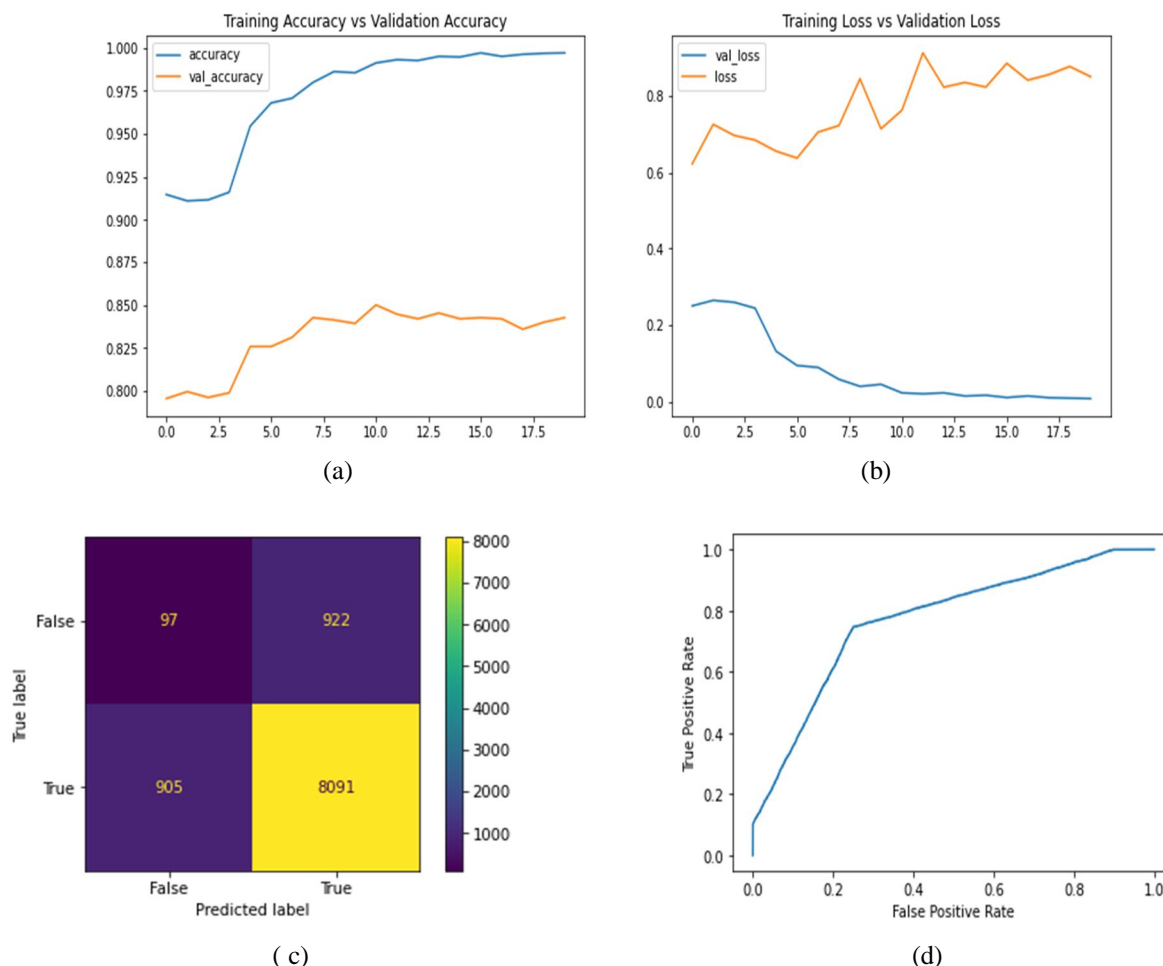 Training Accuracy vs Validation Accuracy
accuracy
val_accuracy
1.000
0.975
0.950
0.925
0.900
0.875
0.850
0.825
0.800
0.0 2.5 5.0 7.5 10.0 12.5 15.0 17.5
(a)
Training Loss vs Validation Loss
val_loss
loss
0.8
0.6
0.4
0.2
0.0
0.0 2.5 5.0 7.5 10.0 12.5 15.0 17.5
(b)
True label
False
True
97 922
905 8091
False True
Predicted label
8000
7000
6000
5000
4000
3000
2000
1000
( c)
True Positive Rate
1.0
0.8
0.6
0.4
0.2
0.0
0.0 0.2 0.4 0.6 0.8 1.0
False Positive Rate
(d)